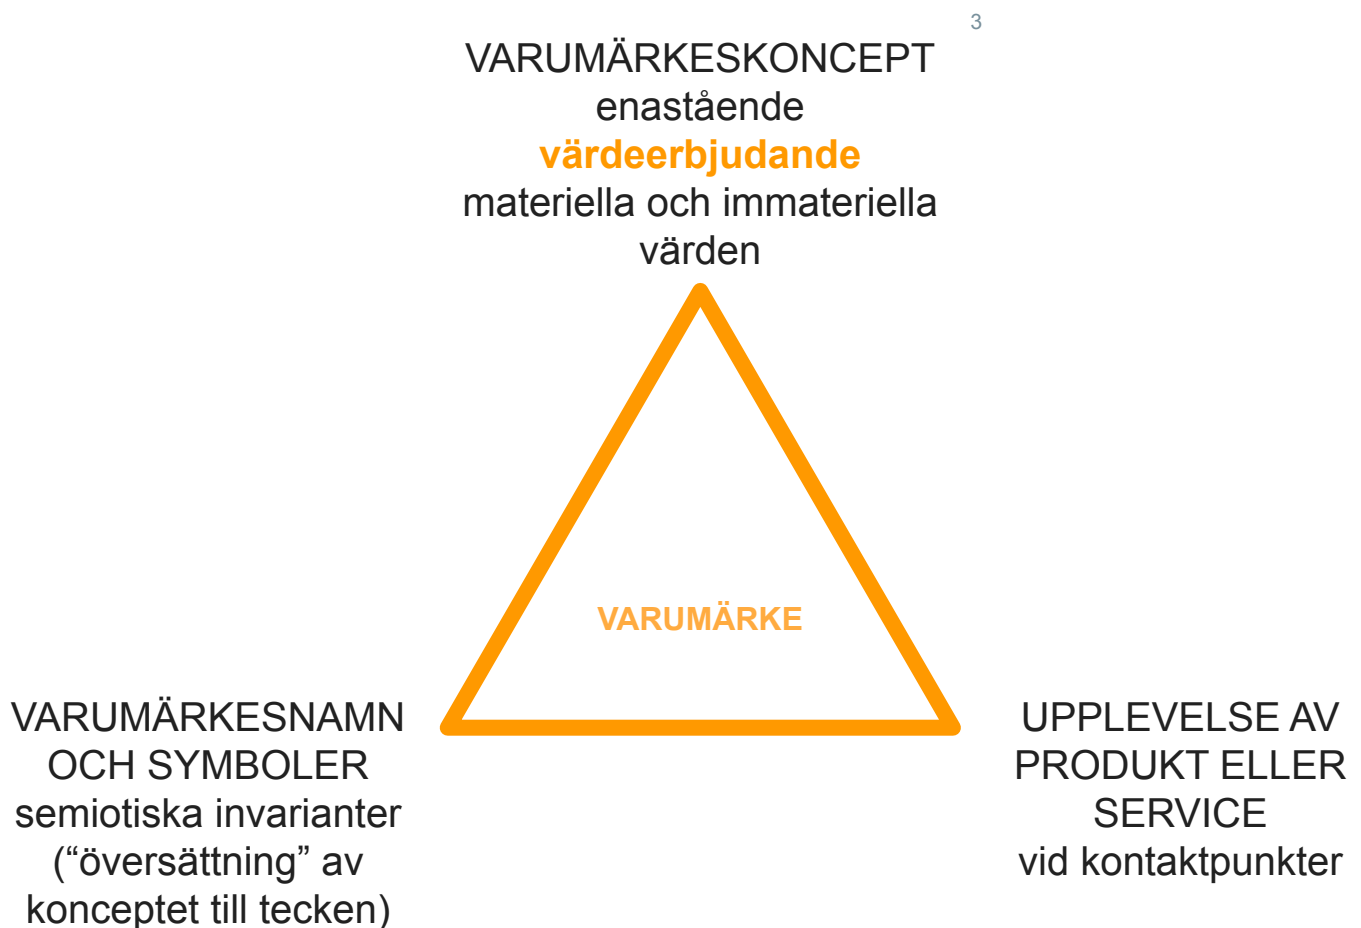 3
VARUMÄRKESKONCEPT
enastående
värdeerbjudande
materiella och immateriella
värden
VARUMÄRKE
VARUMÄRKESNAMN
OCH SYMBOLER
semiotiska invarianter
(“översättning” av
konceptet till tecken)
UPPLEVELSE AV
PRODUKT ELLER
SERVICE
vid kontaktpunkter